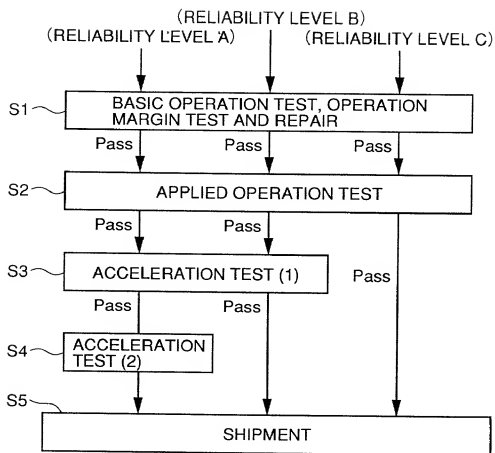 (RELIABILITY LEVEL B)
(RELIABILITY LEVEL A)
(RELIABILITY LEVEL C)
S1
BASIC OPERATION TEST, OPERATION
MARGIN TEST AND REPAIR
Pass
Pass
Pass
S2
APPLIED OPERATION TEST
Pass
Pass
S3
ACCELERATION TEST (1)
Pass
Pass
Pass
S4
ACCELERATION
TEST (2)
S5
SHIPMENT